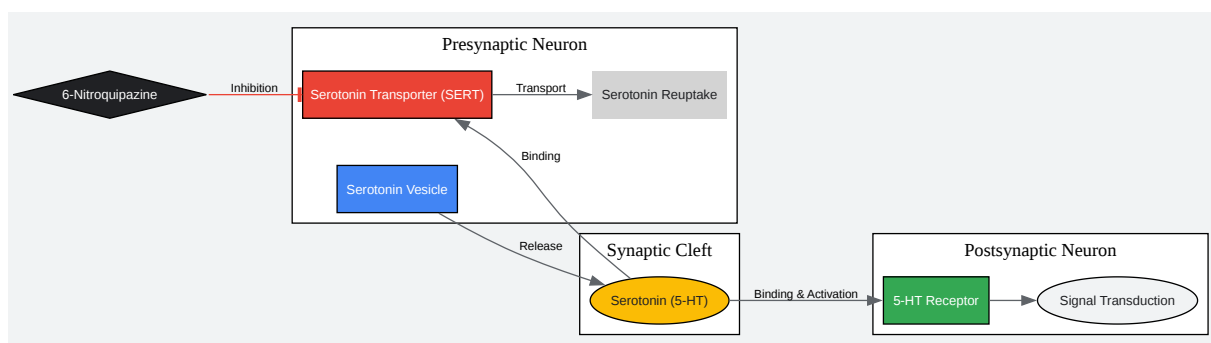 Presynaptic Neuron
6-Nitroquipazine
Inhibition
Serotonin Transporter (SERT)
Transport
Serotonin Reuptake
Binding
Serotonin Vesicle
Release
Synaptic Cleft
Serotonin (5-HT)
Binding & Activation
Postsynaptic Neuron
5-HT Receptor
Signal Transduction